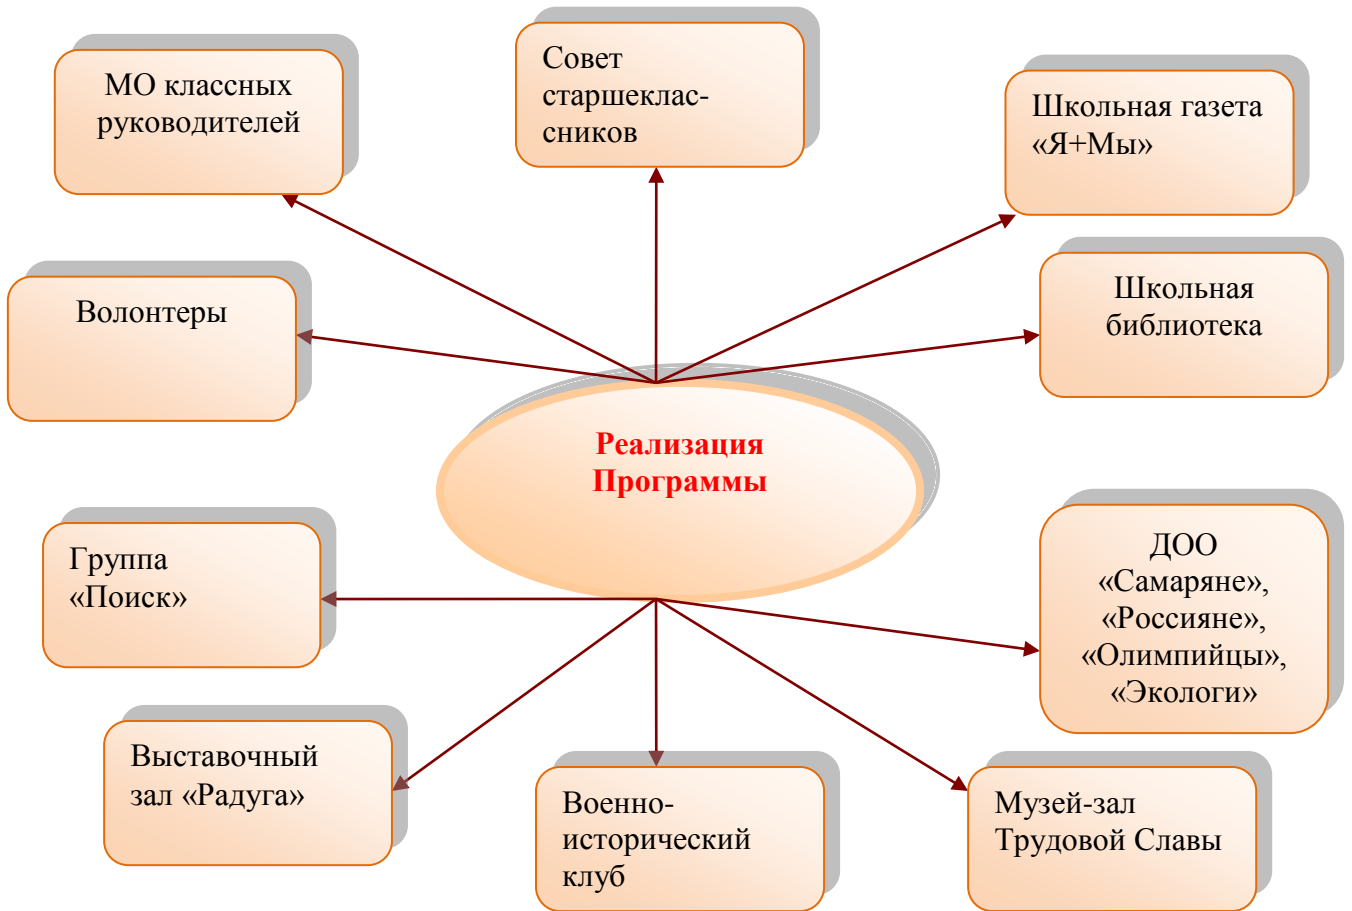 МО классных
руководителей
Совет
старшеклас-
сников
Школьная газета
«Я+Мы»
Волонтеры
Школьная
библиотека
Реализация
Программы
Группа
«Поиск»
ДОО
«Самаряне»,
«Россияне»,
«Олимпийцы»,
«Экологи»
Выставочный
зал «Радуга»
Военно-
исторический
клуб
Музей-зал
Трудовой Славы